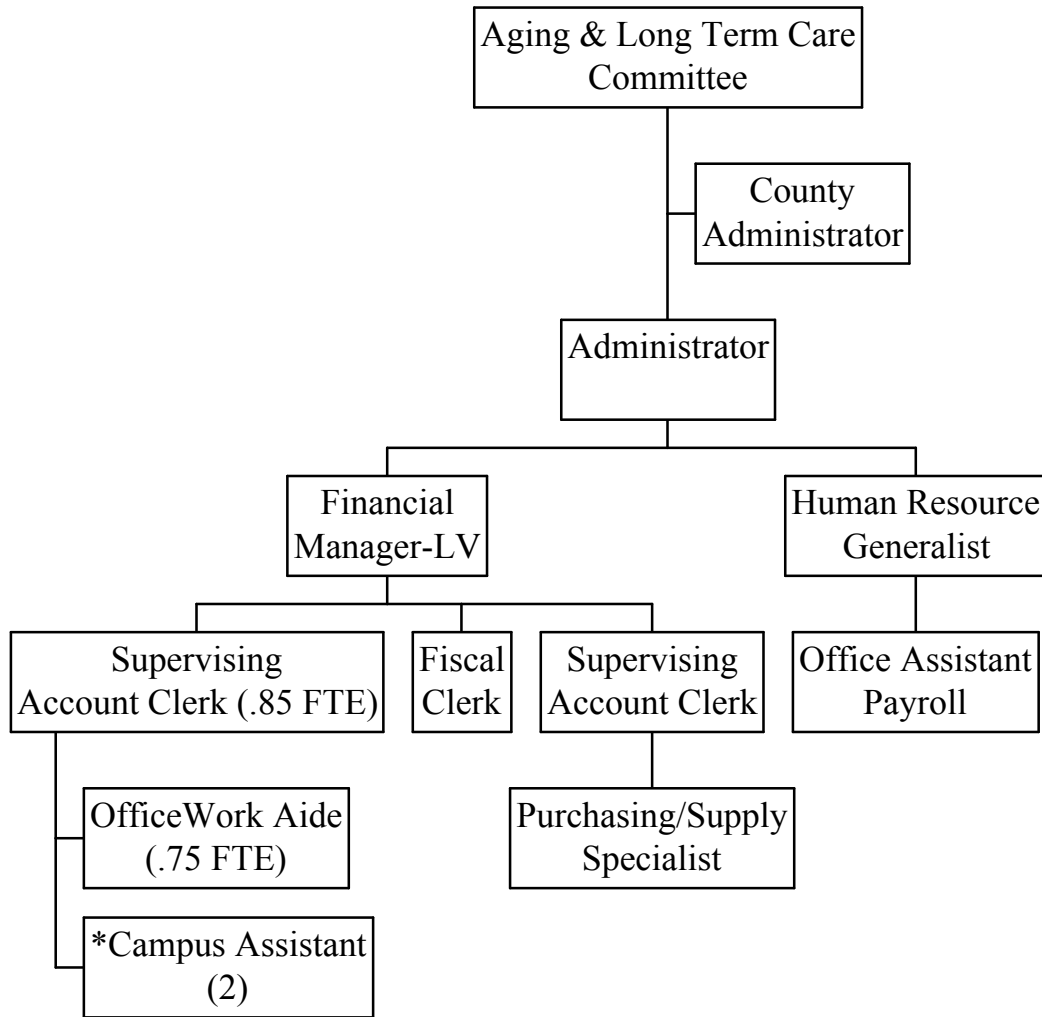 Aging & Long Term Care
Committee
County
Administrator
Administrator
Financial
Manager-LV
Human Resource
Generalist
Supervising
Account Clerk (.85 FTE)
Fiscal
Clerk
Supervising
Account Clerk
Office Assistant
Payroll
OfficeWork Aide
(.75 FTE)
Purchasing/Supply
Specialist
*Campus Assistant
(2)